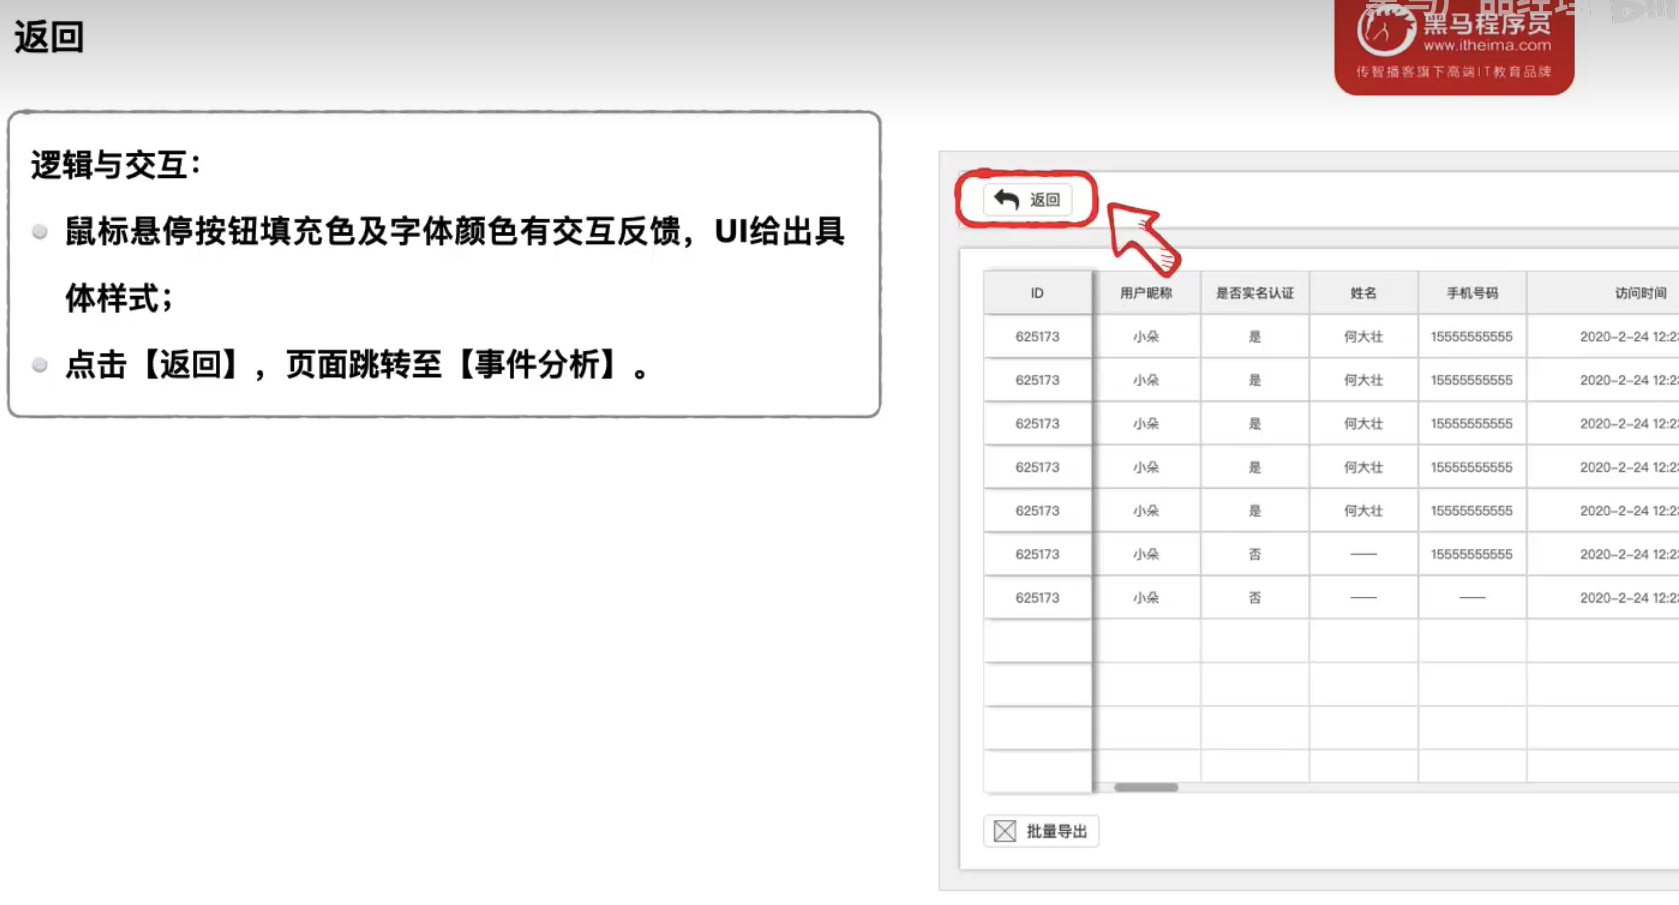 返回
黑马程序员
www.itheima.com
传智播客旗下高端IT教育品牌
逻辑与交互：
鼠标悬停按钮填充色及字体颜色有交互反馈，UI给出具
体样式；
点击【返回】，页面跳转至【事件分析】。
返回
ID 用户昵称 是否实名认证 姓名 手机号码 访问时间
625173 小朵 是 何大壮 15555555555 2020-2-24 12:2
625173 小朵 是 何大壮 15555555555 2020-2-24 12:2
625173 小朵 是 何大壮 15555555555 2020-2-24 12:2
625173 小朵 是 何大壮 15555555555 2020-2-24 12:2
625173 小朵 是 何大壮 15555555555 2020-2-24 12:2
625173 小朵 否 —— 15555555555 2020-2-24 12:2
625173 小朵 否 —— —— 2020-2-24 12:2
批量导出